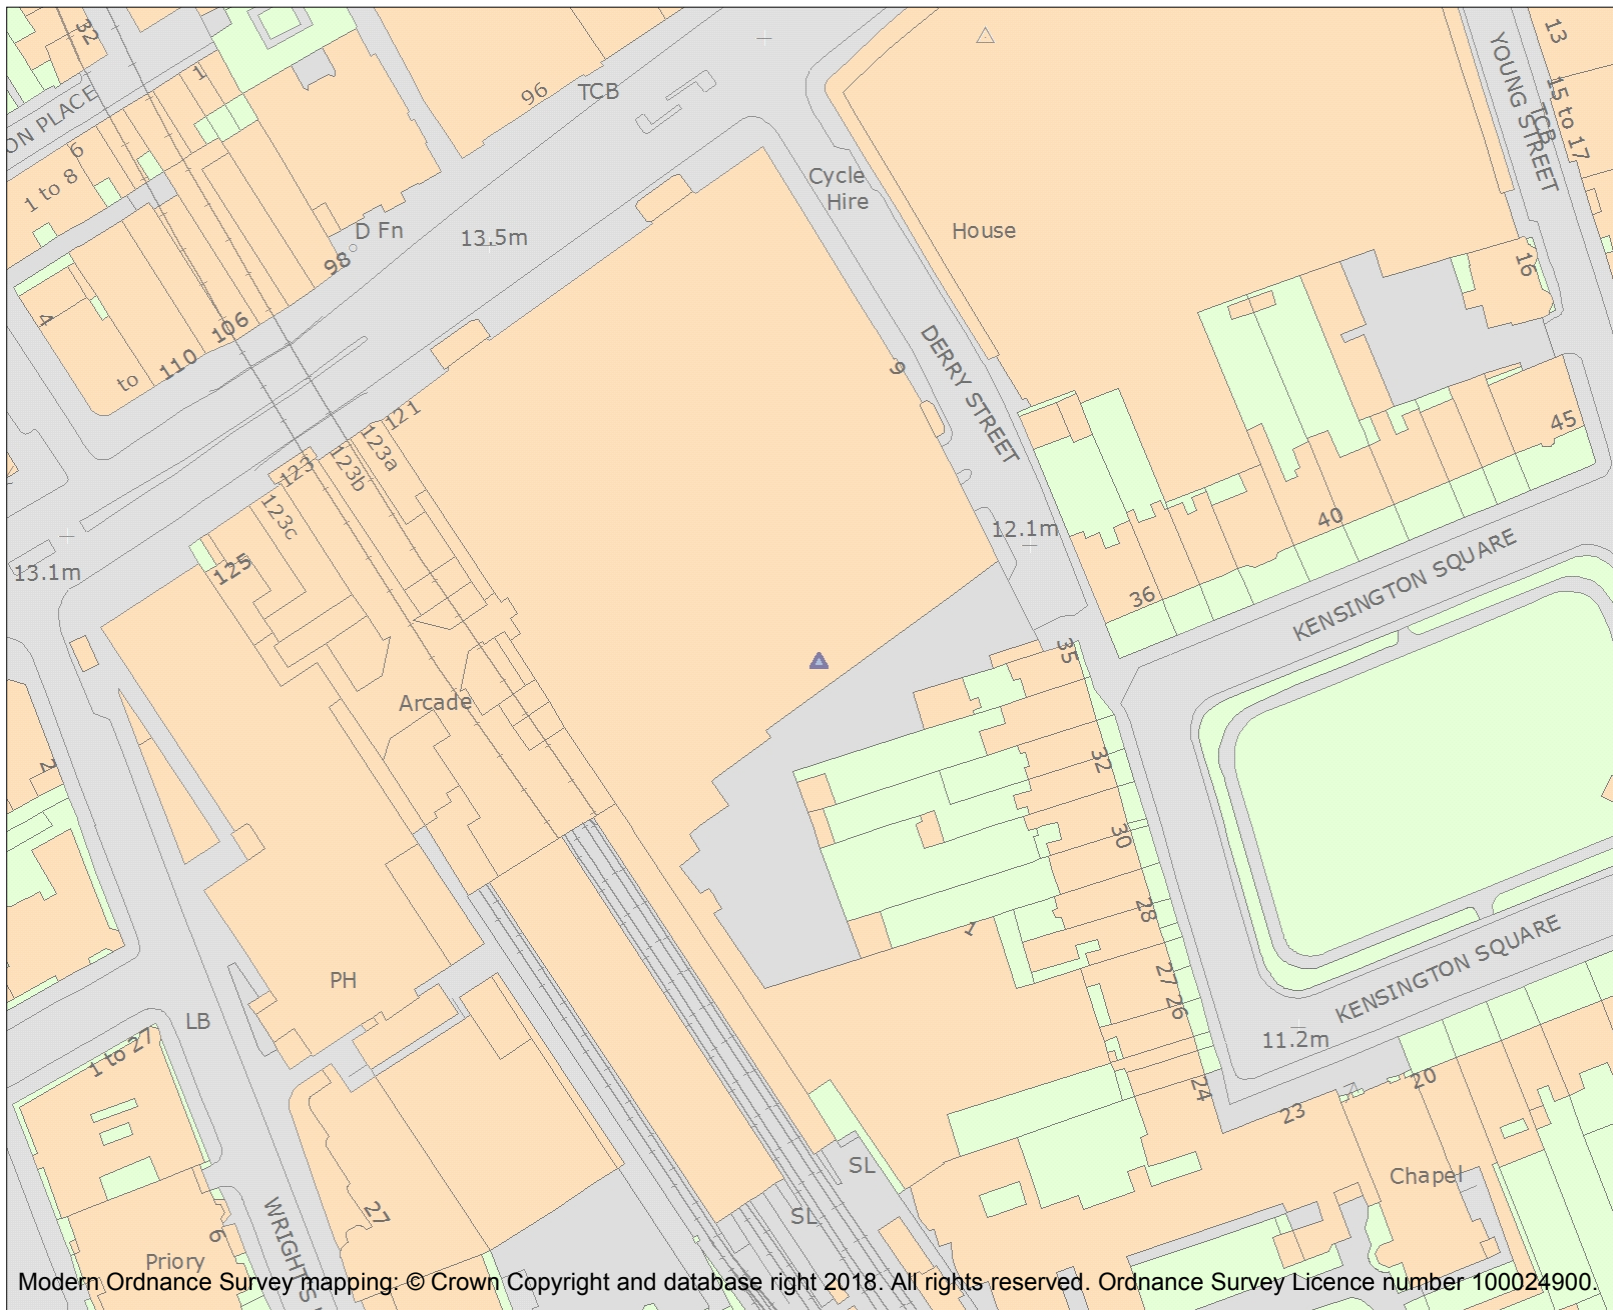 32
1
ON PLACE
6
1 to 8
96
TCB
D Fn
98
13.5m
4
to
110
106
Cycle
Hire
House
YOUNG STREET
TCB
13
15 to 17
16
9
DERRY STREET
45
40
36
12.1m
KENSINGTON SQUARE
121
123a
123b
123
123c
125
13.1m
Arcade
2
35
32
30
28
27
26
24
1
PH
LB
1 to 27
KENSINGTON SQUARE
11.2m
20
23
Chapel
SL
SL
27
6
Priory
WRIGHT'S
Modern Ordnance Survey mapping: © Crown Copyright and database right 2018. All rights reserved. Ordnance Survey Licence number 100024900.